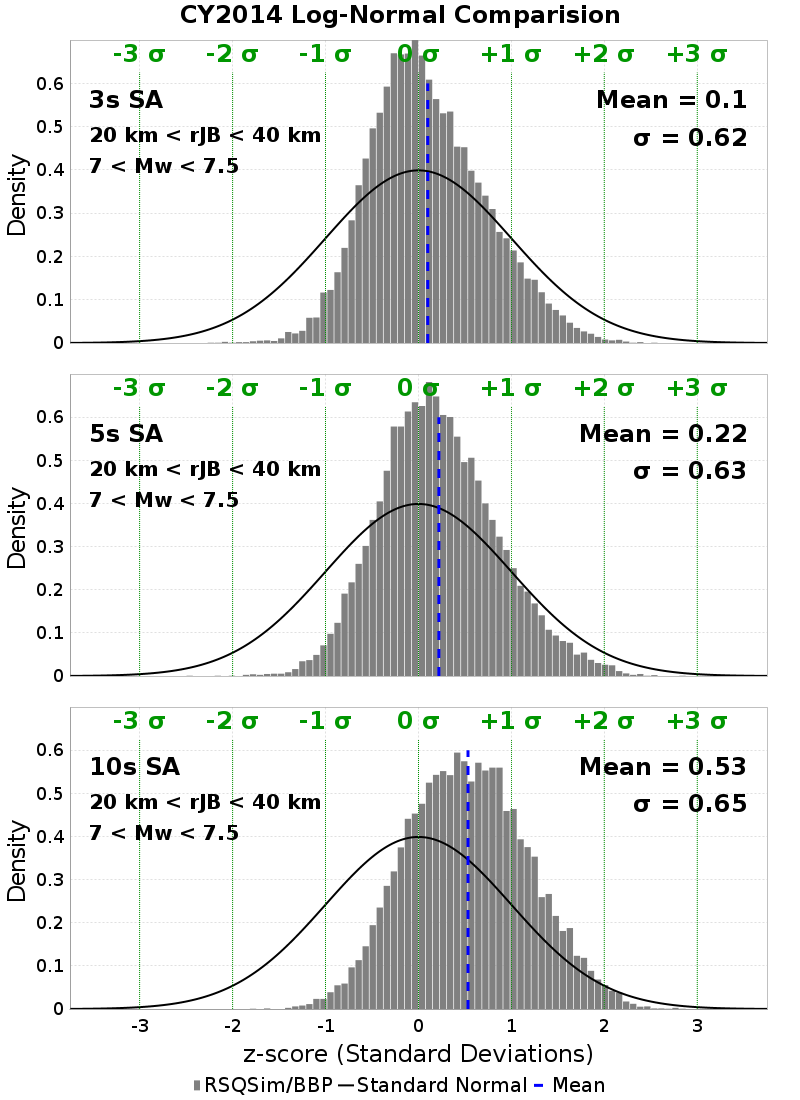 CY2014 Log-Normal Comparision
-3 σ -2 σ -1 σ 0 σ +1 σ +2 σ +3 σ
3s SA
20 km < rJB < 40 km
7 < Mw < 7.5
Mean = 0.1
σ = 0.62
Density
0.6
0.5
0.4
0.3
0.2
0.1
0
-3 σ -2 σ -1 σ 0 σ +1 σ +2 σ +3 σ
5s SA
20 km < rJB < 40 km
7 < Mw < 7.5
Mean = 0.22
σ = 0.63
Density
0.6
0.5
0.4
0.3
0.2
0.1
0
-3 σ -2 σ -1 σ 0 σ +1 σ +2 σ +3 σ
10s SA
20 km < rJB < 40 km
7 < Mw < 7.5
Mean = 0.53
σ = 0.65
Density
0.6
0.5
0.4
0.3
0.2
0.1
0
-3 -2 -1 0 1 2 3
z-score (Standard Deviations)
RSQSim/BBP Standard Normal Mean